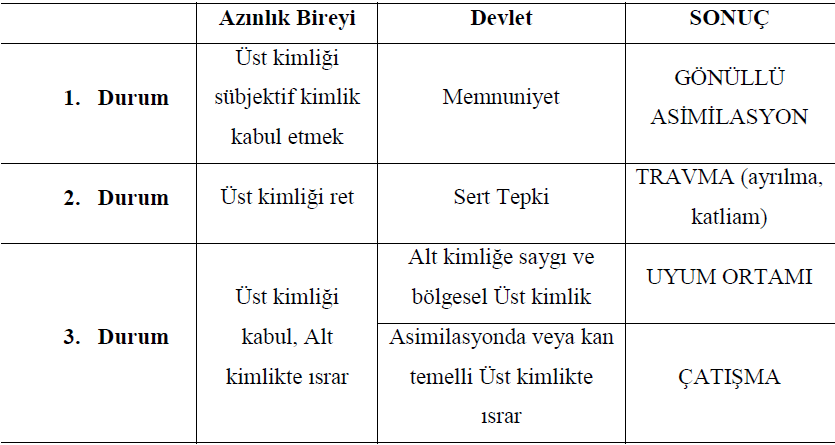 Azınlık Bireyi Devlet SONUÇ
1. Durum
Üst kimliği
sübjektif kimlik
kabul etmek
Memnuniyet
GÖNÜLLÜ
ASİMİLASYON
2. Durum
Üst kimliği ret
Sert Tepki
TRAVMA (ayrılma,
katliam)
3. Durum
Üst kimliği
kabul, Alt
kimlikte ısrar
Alt kimliğe saygı ve
bölgesel Üst kimlik
UYUM ORTAMI
Asimilasyonda veya kan
temelli Üst kimlikte
ısrar
ÇATIŞMA